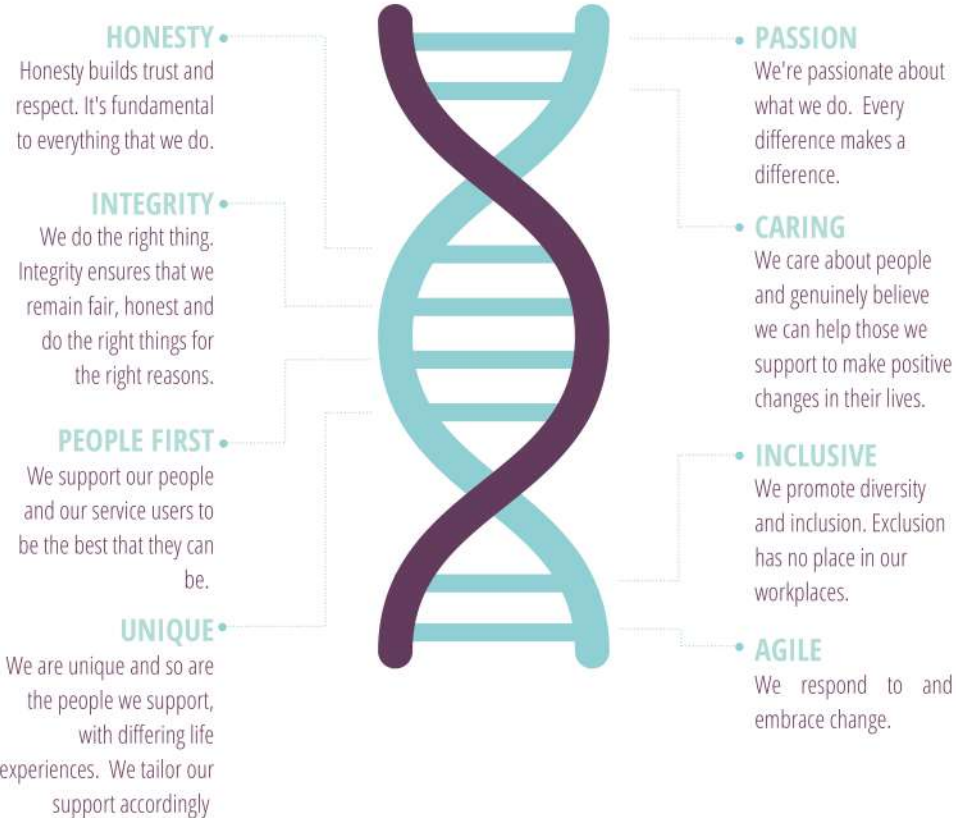 HONESTY
Honesty builds trust and
respect. It's fundamental
to everything that we do.
INTEGRITY
We do the right thing.
Integrity ensures that we
remain fair, honest and
do the right things for
the right reasons.
PEOPLE FIRST
We support our people
and our service users to
be the best that they can
be.
UNIQUE
We are unique and so are
the people we support,
with differing life
experiences. We tailor our
support accordingly
PASSION
We're passionate about
what we do. Every
difference makes a
difference.
CARING
We care about people
and genuinely believe
we can help those we
support to make positive
changes in their lives.
INCLUSIVE
We promote diversity
and inclusion. Exclusion
has no place in our
workplaces.
AGILE
We respond to and
embrace change.